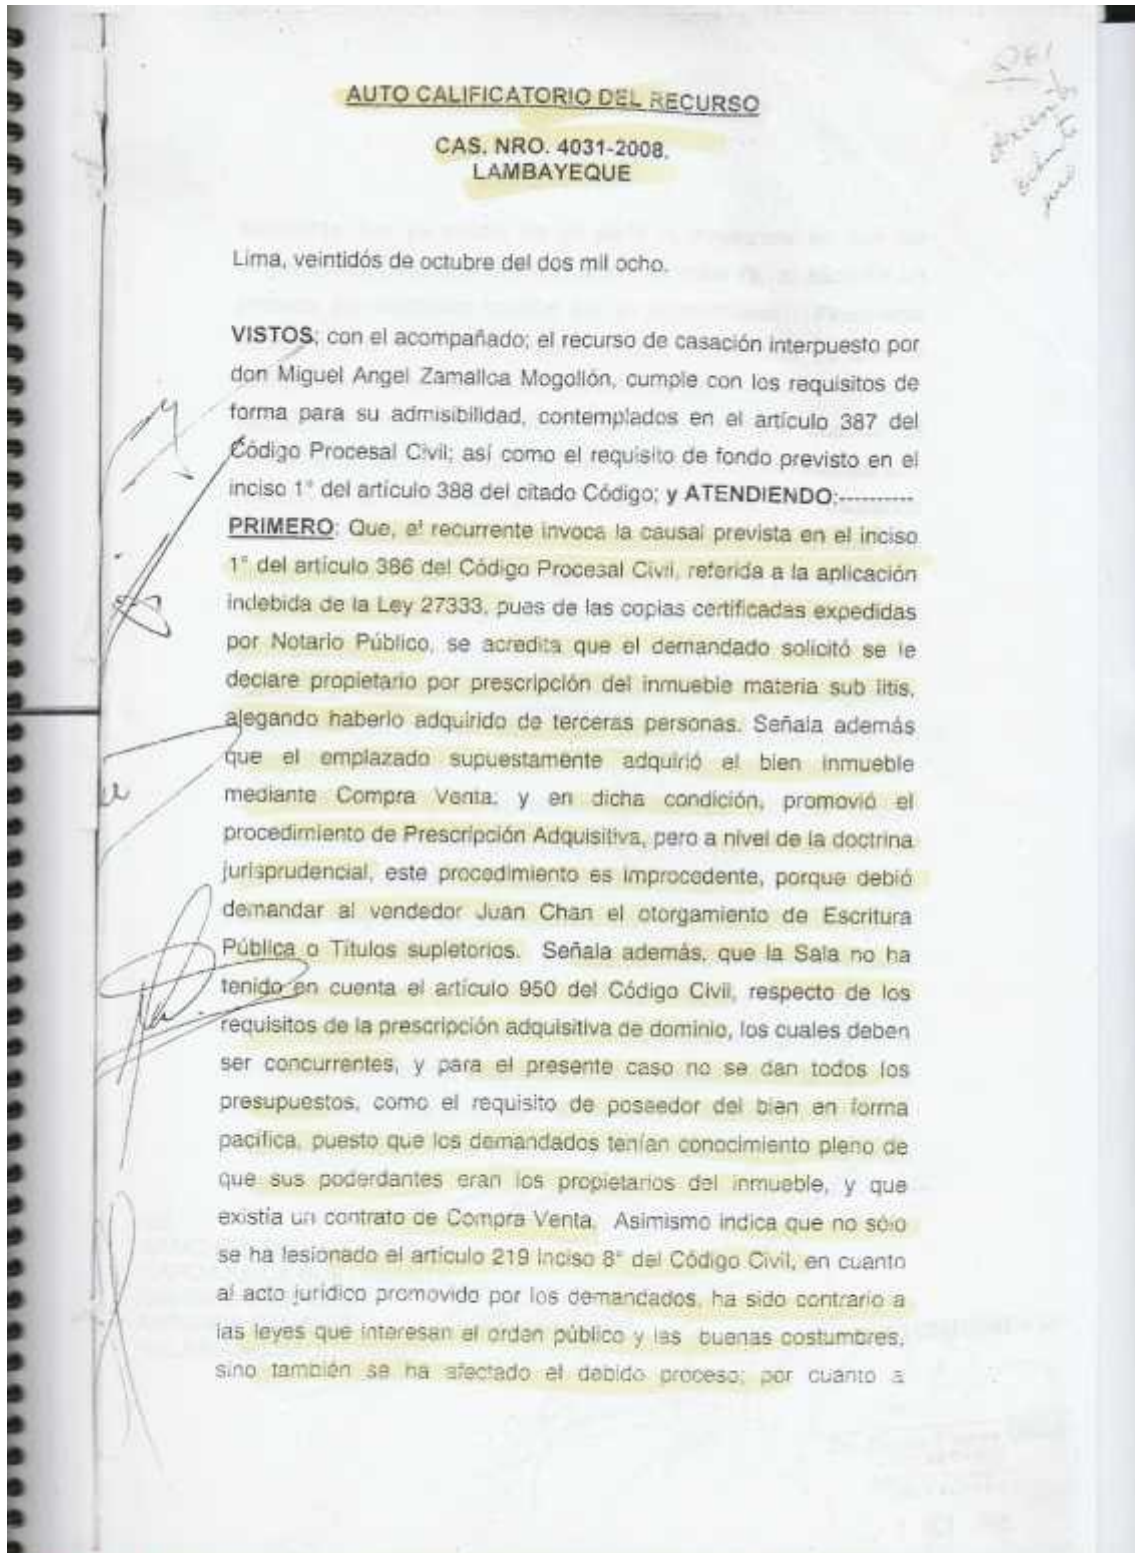 AUTO CALIFICATORIO DEL RECURSO
CAS. NRO. 4031-2008.
LAMBAYEQUE
Lima, veintidós de octubre del dos mil ocho.
VISTOS; con el acompañado; el recurso de casación interpuesto por
don Miguel Angel Zamalloa Mogollón, cumple con los requisitos de
forma para su admisibilidad, contemplados en el artículo 387 del
Código Procesal Civil; así como el requisito de fondo previsto en el
inciso 1° del artículo 388 del citado Código; y ATENDIENDO:----------
PRIMERO: Que, el recurrente invoca la causal prevista en el inciso
1° del artículo 386 del Código Procesal Civil, referida a la aplicación
indebida de la Ley 27333, pues de las copias certificadas expedidas
por Notario Público, se acredita que el demandado solicitó se le
declare propietario por prescripción del inmueble materia sub litis,
alegando haberlo adquirido de terceras personas. Señala además
que el emplazado supuestamente adquirió el bien inmueble
mediante Compra Venta; y en dicha condición, promovió el
procedimiento de Prescripción Adquisitiva, pero a nivel de la doctrina
jurisprudencial, este procedimiento es improcedente, porque debió
demandar al vendedor Juan Chan el otorgamiento de Escritura
Pública o Títulos supletorios. Señala además, que la Sala no ha
tenido en cuenta el artículo 950 del Código Civil, respecto de los
requisitos de la prescripción adquisitiva de dominio, los cuales deben
ser concurrentes, y para el presente caso no se dan todos los
presupuestos, como el requisito de poseedor del bien en forma
pacífica, puesto que los demandados tenían conocimiento pleno de
que sus poderdantes eran los propietarios del inmueble, y que
existía un contrato de Compra Venta. Asimismo indica que no sólo
se ha lesionado el artículo 219 inciso 8° del Código Civil, en cuanto
al acto jurídico promovido por los demandados, ha sido contrario a
las leyes que interesan el orden público y las buenas costumbres,
sino también se ha afectado el debido proceso; por cuanto a